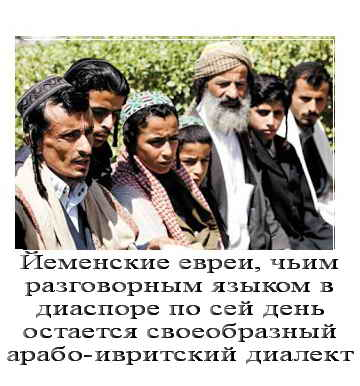 Йеменские евреи, чьим
разговорным языком в
диаспоре по сей день
остается своеобразный
арабо-ивритский диалект